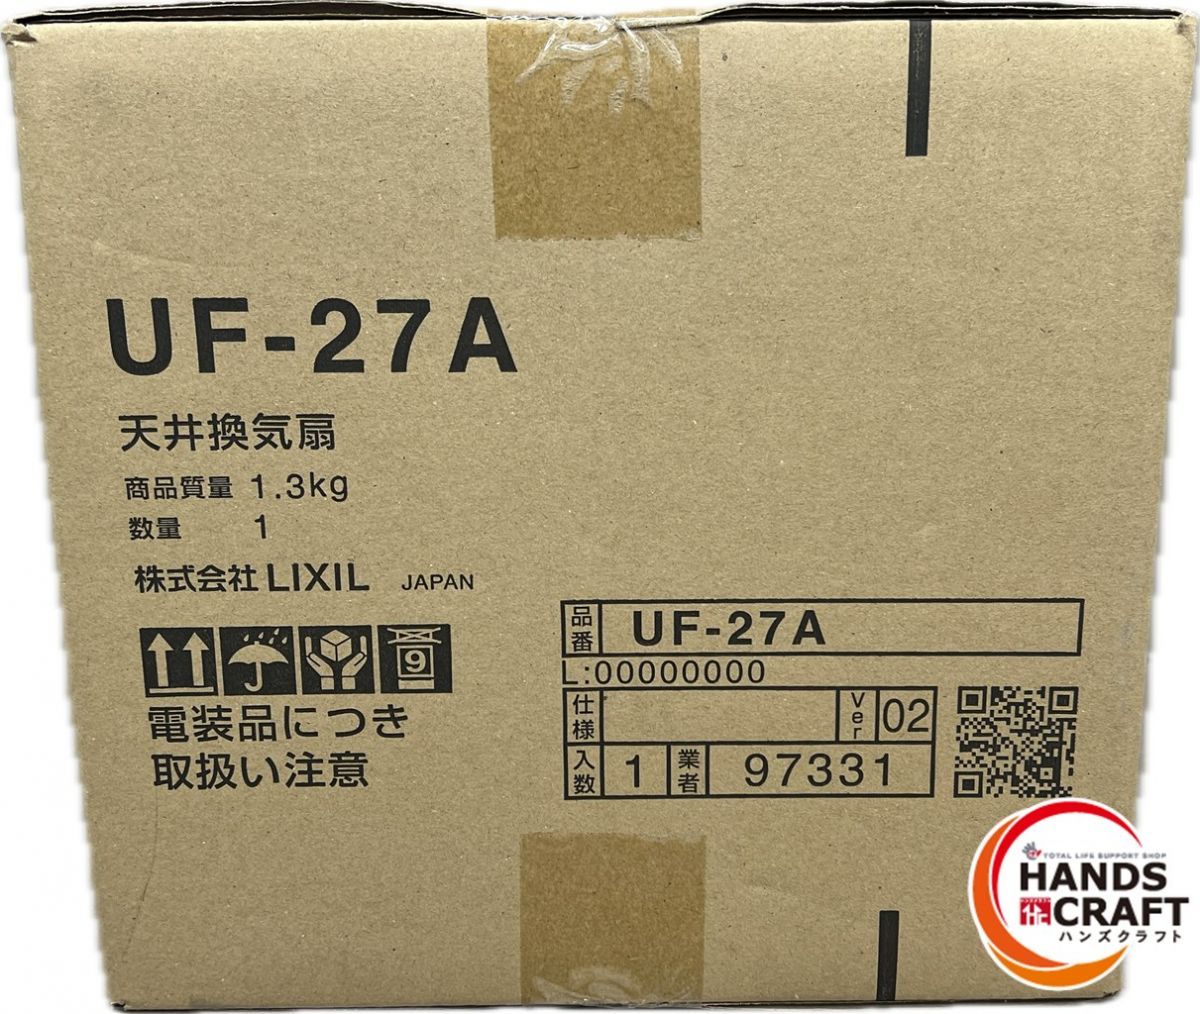 UF-27A
天井換気扇
商品質量 1.3kg
数量 1
株式会社 LIXIL JAPAN
9
電装品につき
取扱い注意
品番 UF-27A
L:00000000
仕様 Ver 02
入数 1 業者 97331
TOTAL LIFE SUPPORT SHOP
HANDS
CRAFT
ハンズクラフト